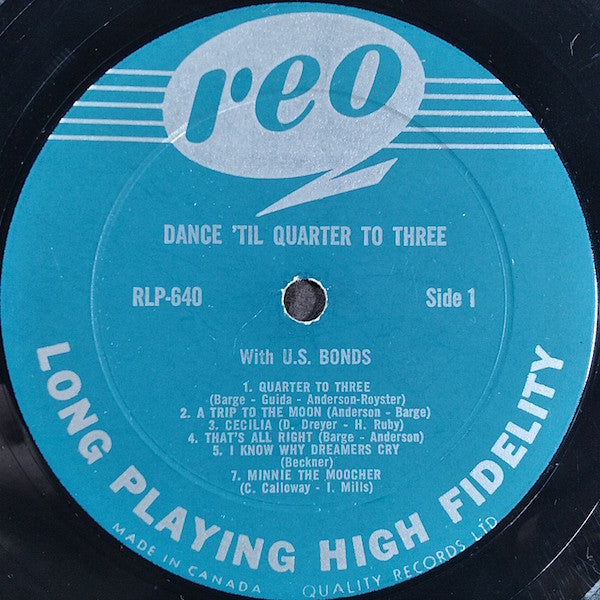 reo
DANCE 'TIL QUARTER TO THREE
RLP-640
Side 1
With U.S. BONDS
1. QUARTER TO THREE
(Barge - Guida - Anderson-Royster)
2. A TRIP TO THE MOON (Anderson - Barge)
3. CECILIA (D. Dreyer - H. Ruby)
4. THAT'S ALL RIGHT (Barge - Anderson)
5. I KNOW WHY DREAMERS CRY
(Beckner)
7. MINNIE THE MOOCHER
(C. Calloway - I. Mills)
LONG PLAYING HIGH FIDELITY
MADE IN CANADA QUALITY RECORDS LTD